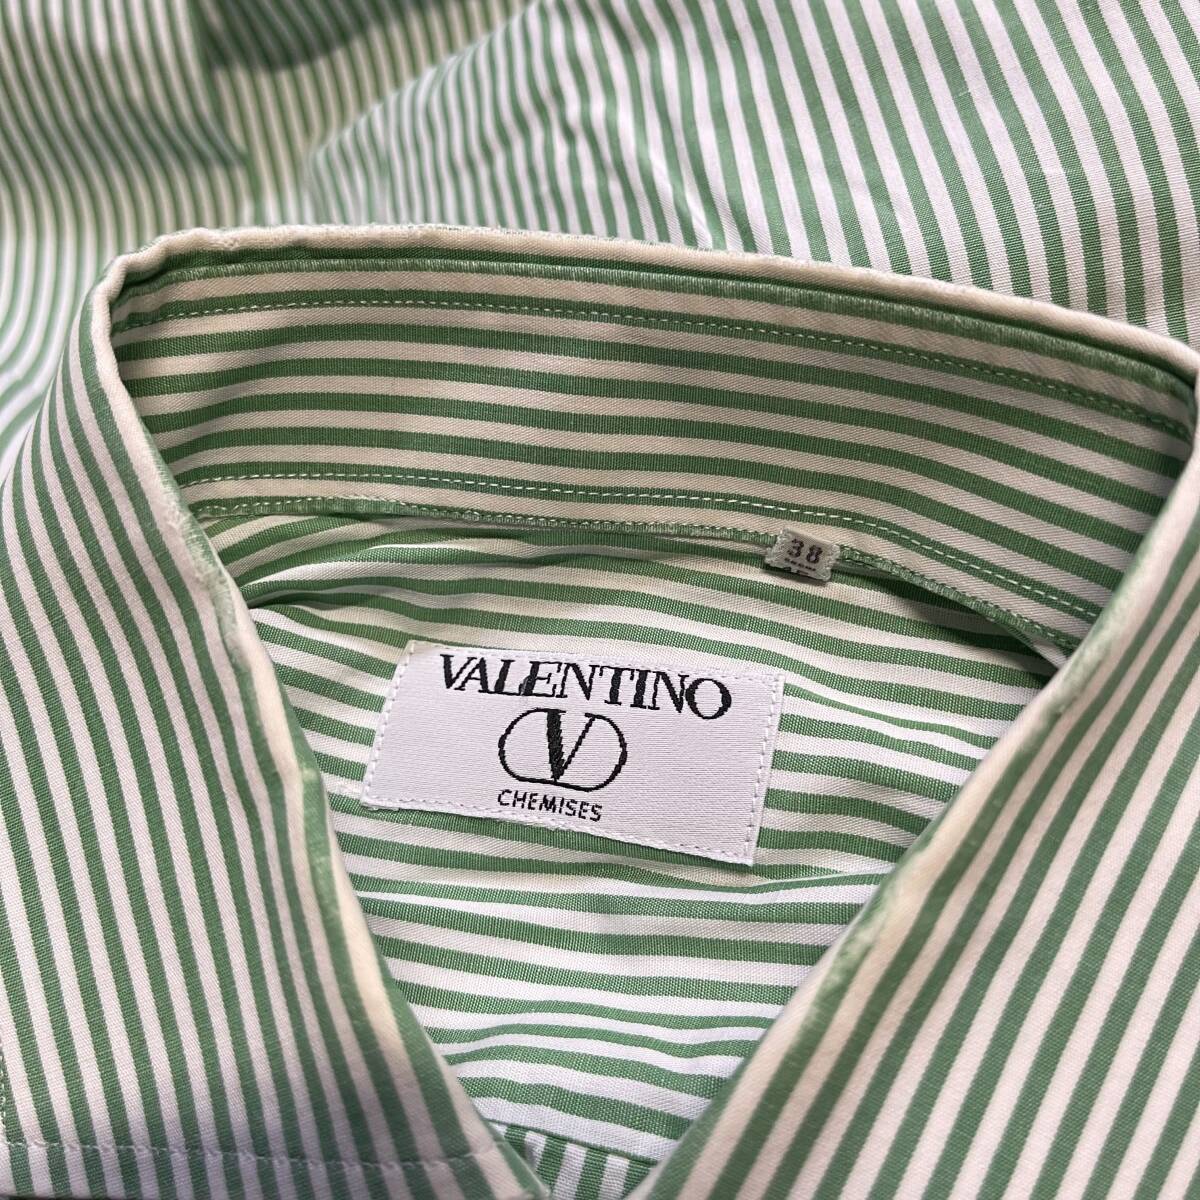 38
VALENTINO
V
CHEMISES